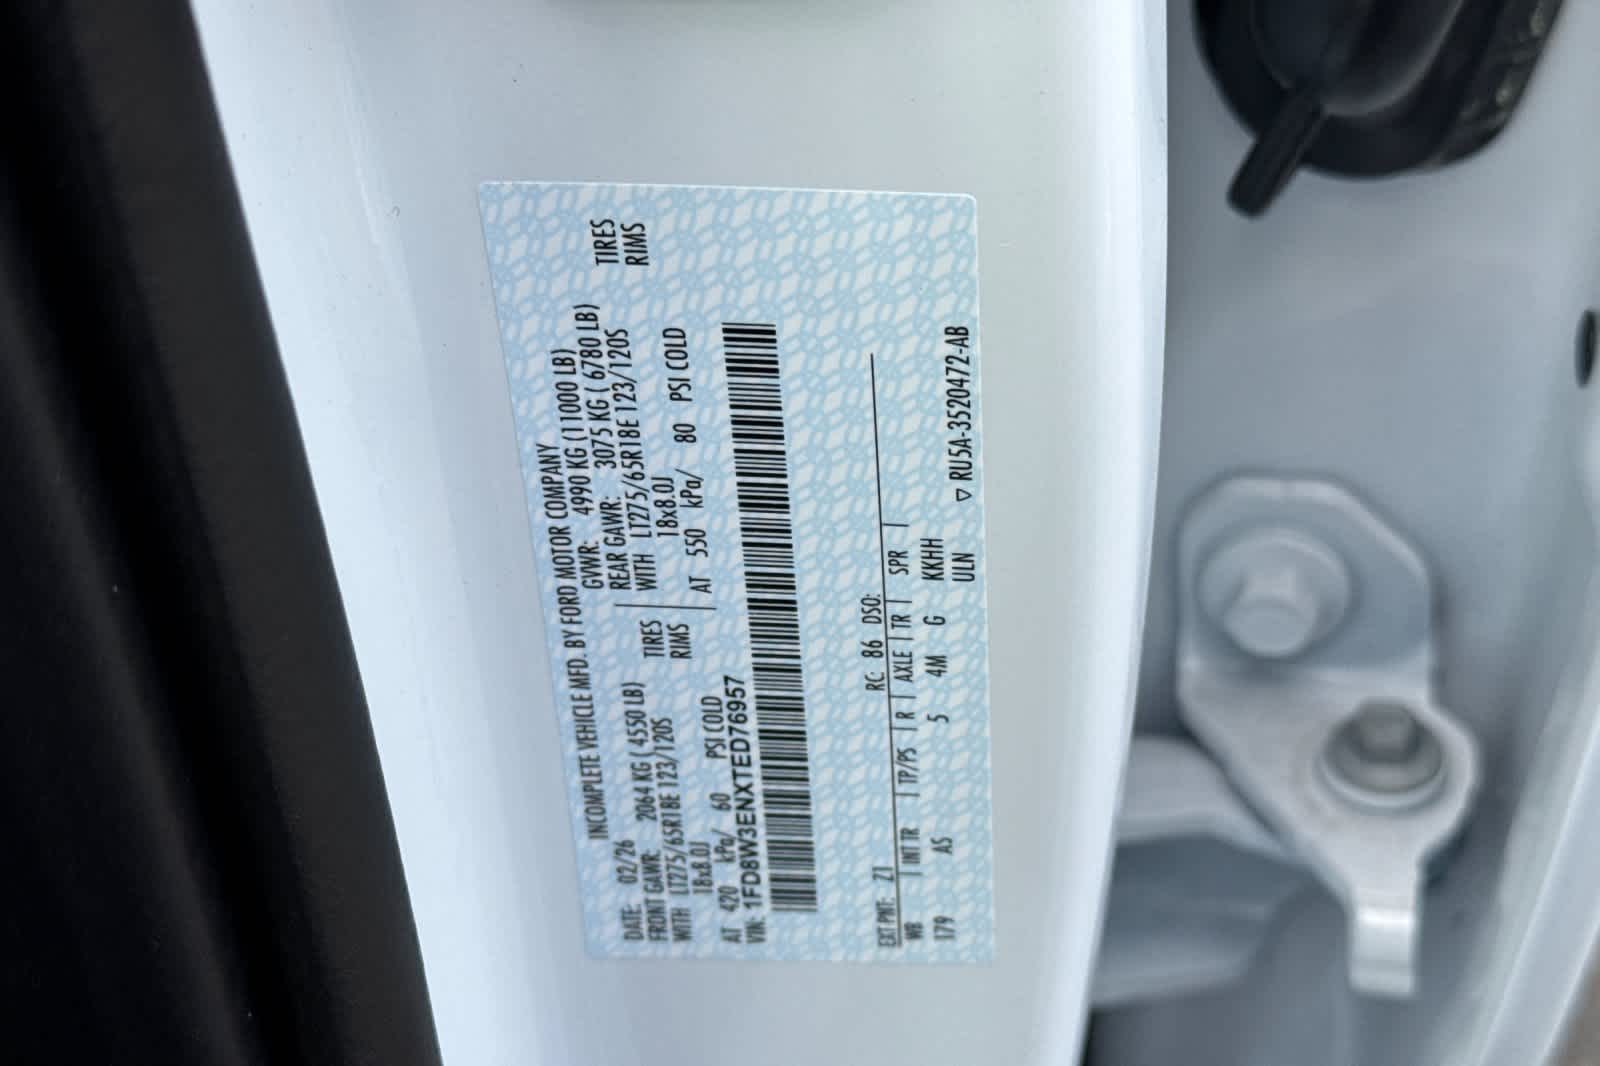 INCOMPLETE VEHICLE MFD. BY FORD MOTOR COMPANY
DATE: 02/26 GVWR: 4990 KG (11000 LB)
FRONT GAWR: 2064 KG ( 4550 LB) REAR GAWR: 3075 KG ( 6780 LB)
WITH LT275/65R18E 123/120S TIRES WITH LT275/65R18E 123/120S TIRES
18x8.0J RIMS 18x8.0J RIMS
AT 420 kPa/ 60 PSI COLD AT 550 kPa/ 80 PSI COLD
VIN: 1FD8W3ENXTED76957
EXT PNT: Z1 RC: 86 DSO:
WB | INT TR | TP/PS | R | AXLE | TR | SPR |
179 AS 5 4M G KKHH
ULN ▽ RU5A-3520472-AB